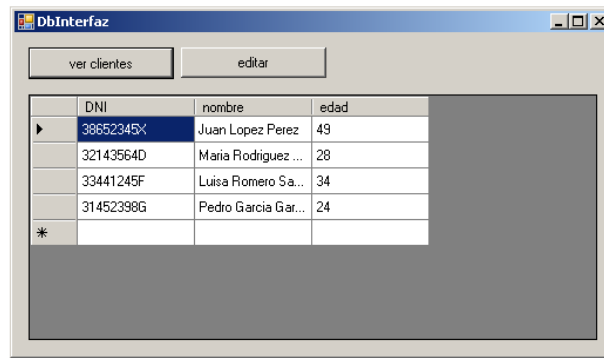 DbInterfaz
ver clientes editar
DNI nombre edad
38652345X Juan Lopez Perez 49
32143564D Maria Rodriguez ... 28
33441245F Luisa Romero Sa... 34
31452398G Pedro Garcia Gar... 24